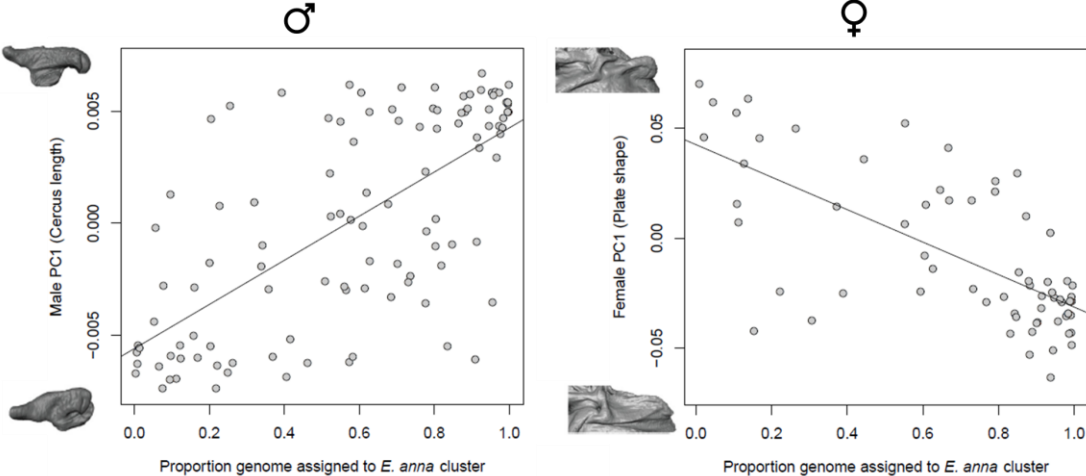 ♂
♀
Male PC1 (Cercus length)
0.005
0.000
−0.005
0.0 0.2 0.4 0.6 0.8 1.0
Proportion genome assigned to E. anna cluster
Female PC1 (Plate shape)
0.05
0.00
−0.05
0.0 0.2 0.4 0.6 0.8 1.0
Proportion genome assigned to E. anna cluster